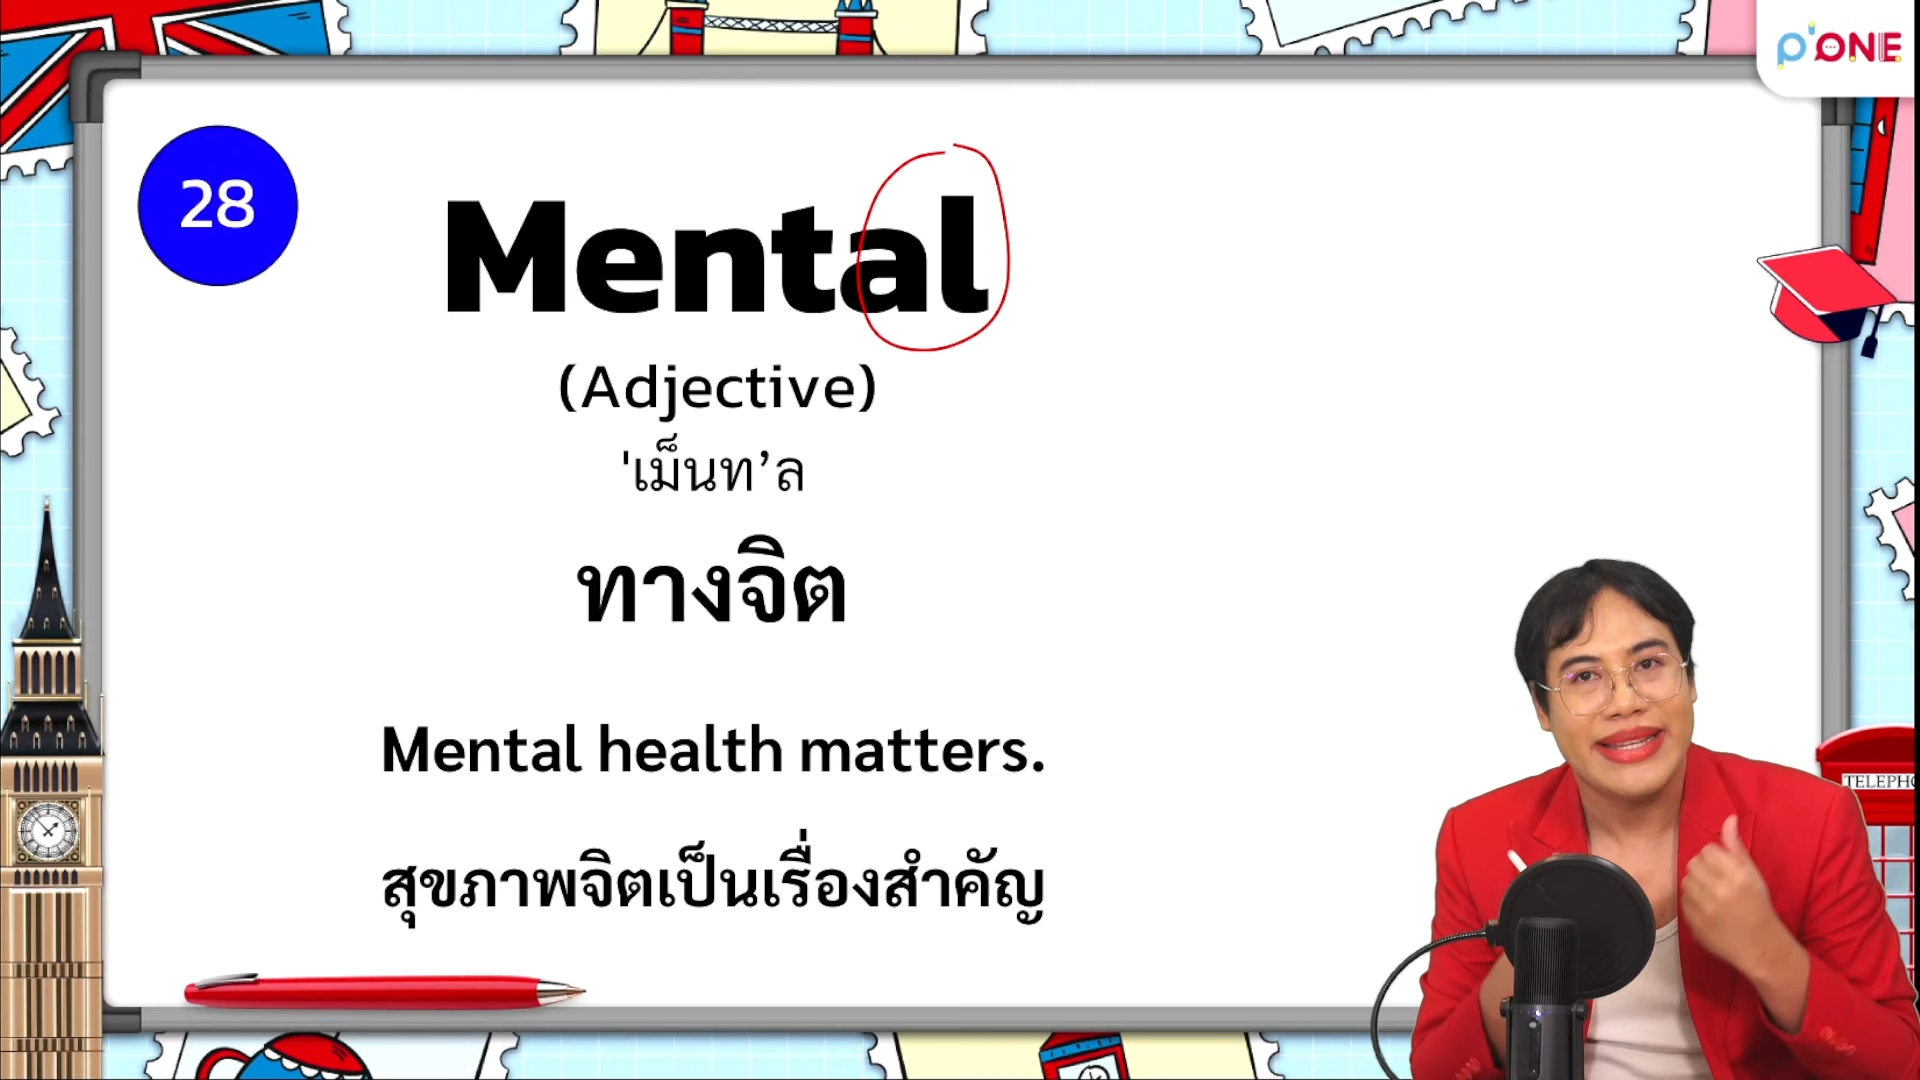 P'ONE
28
Mental
(Adjective)
'เม็นท’ล
ทางจิต
Mental health matters.
สุขภาพจิตเป็นเรื่องสำคัญ